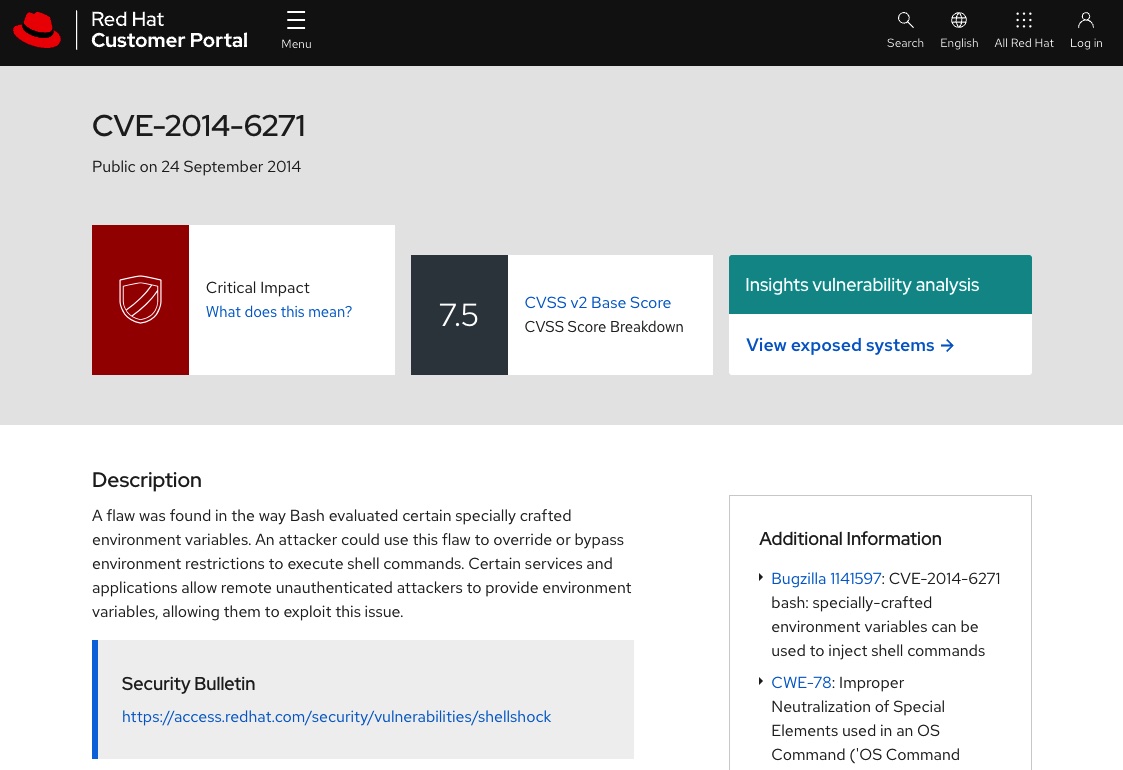 Red Hat
Customer Portal
Menu
Search
English
All Red Hat
Log in
CVE-2014-6271
Public on 24 September 2014
Critical Impact
What does this mean?
7.5
CVSS v2 Base Score
CVSS Score Breakdown
Insights vulnerability analysis
View exposed systems →
Description
A flaw was found in the way Bash evaluated certain specially crafted
environment variables. An attacker could use this flaw to override or bypass
environment restrictions to execute shell commands. Certain services and
applications allow remote unauthenticated attackers to provide environment
variables, allowing them to exploit this issue.
Security Bulletin
https://access.redhat.com/security/vulnerabilities/shellshock
Additional Information
Bugzilla 1141597: CVE-2014-6271
bash: specially-crafted
environment variables can be
used to inject shell commands
CWE-78: Improper
Neutralization of Special
Elements used in an OS
Command ('OS Command